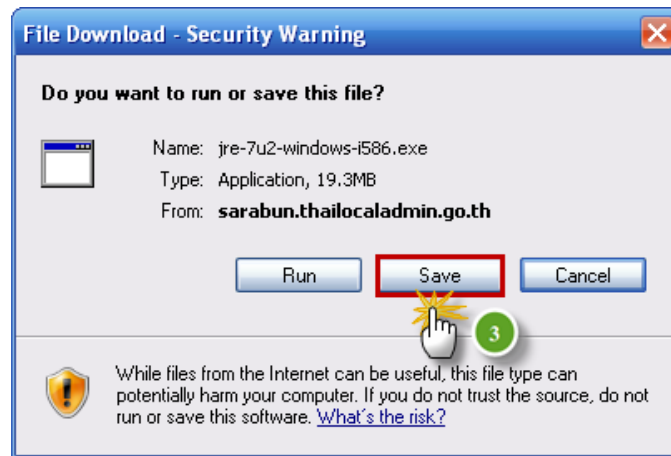 File Download - Security Warning
Do you want to run or save this file?
Name: jre-7u2-windows-i586.exe
Type: Application, 19.3MB
From: sarabun.thailocaladmin.go.th
Run Save Cancel
3
While files from the Internet can be useful, this file type can
potentially harm your computer. If you do not trust the source, do not
run or save this software. What's the risk?